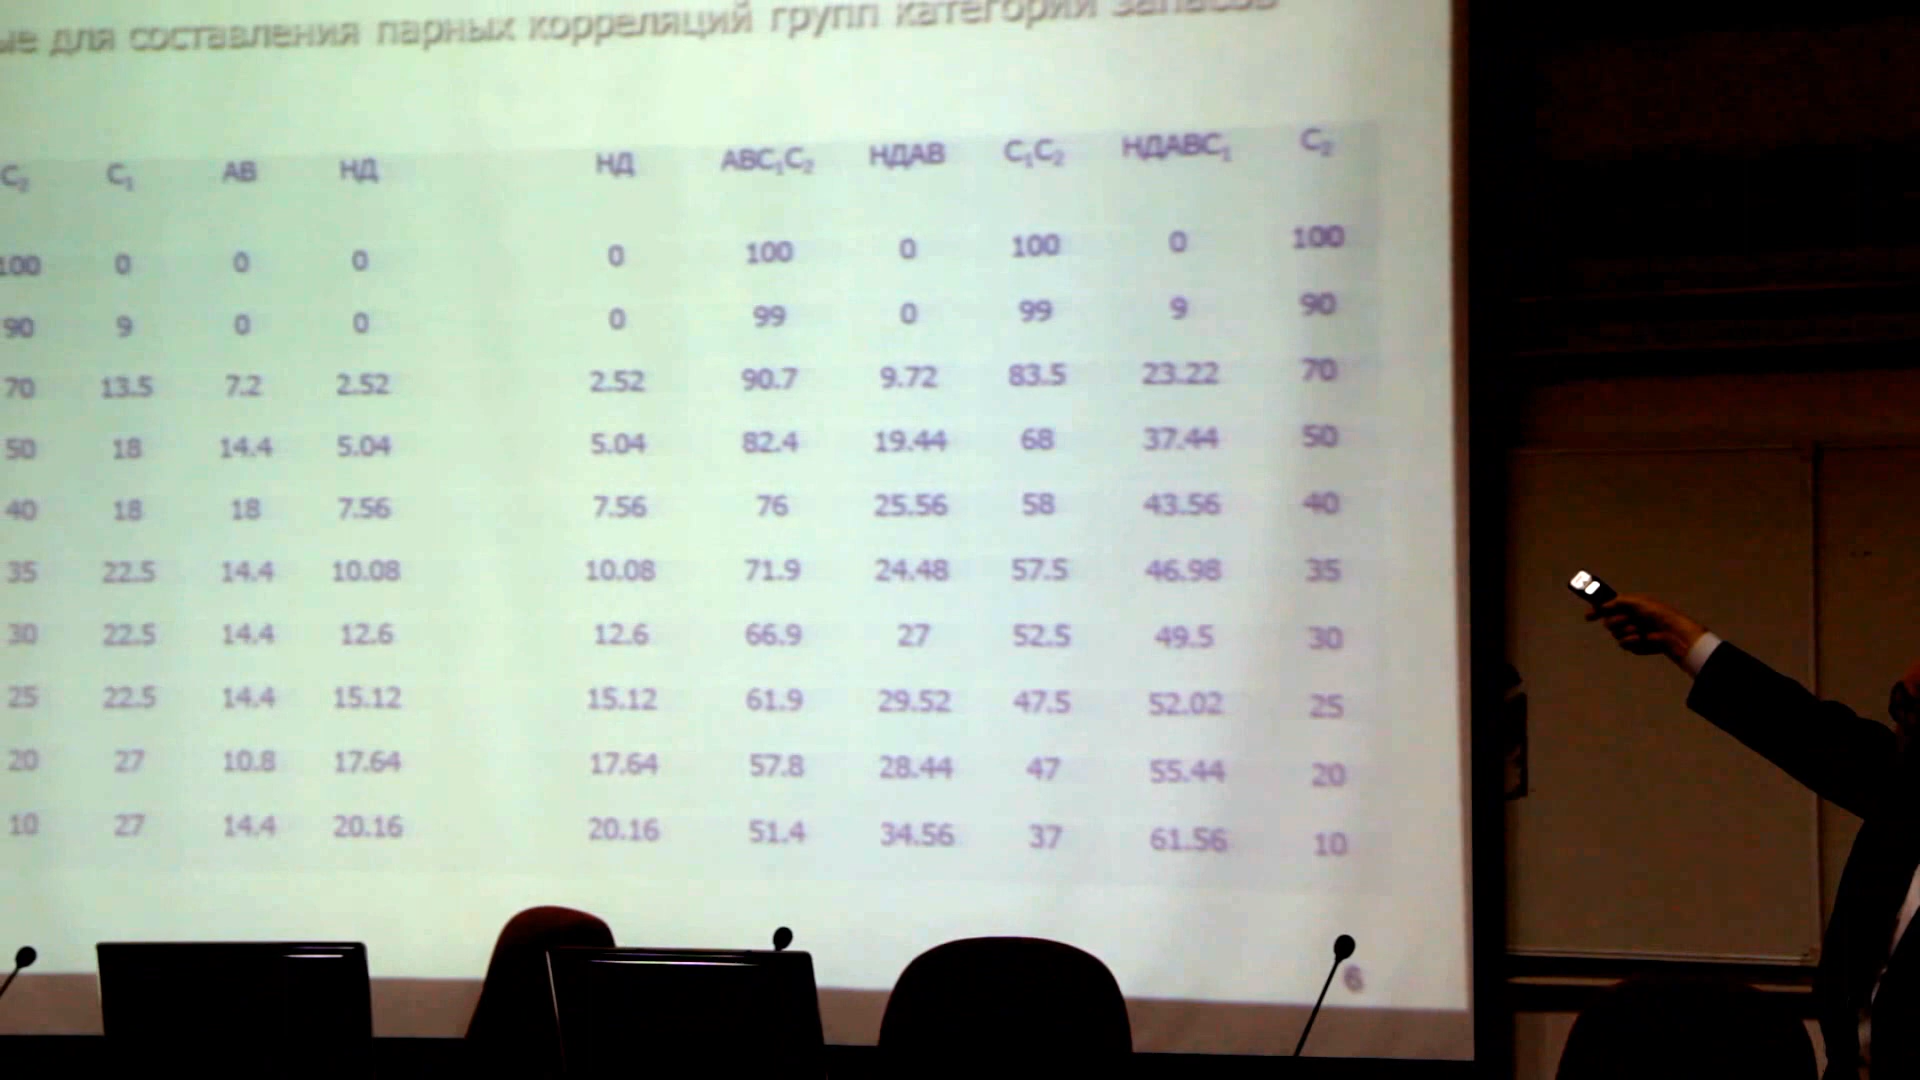 для составления парных корреляций групп категорий запасов
C₂ C₁ АВ НД НД АВС₁С₂ НДАВ С₁С₂ НДАВС₁ С₂
100 0 0 0 0 100 0 100 0 100
90 9 0 0 0 99 0 99 9 90
70 13.5 7.2 2.52 2.52 90.7 9.72 83.5 23.22 70
50 18 14.4 5.04 5.04 82.4 19.44 68 37.44 50
40 18 18 7.56 7.56 76 25.56 58 43.56 40
35 22.5 14.4 10.08 10.08 71.9 24.48 57.5 46.98 35
30 22.5 14.4 12.6 12.6 66.9 27 52.5 49.5 30
25 22.5 14.4 15.12 15.12 61.9 29.52 47.5 52.02 25
20 27 10.8 17.64 17.64 57.8 28.44 47 55.44 20
10 27 14.4 20.16 20.16 51.4 34.56 37 61.56 10
6